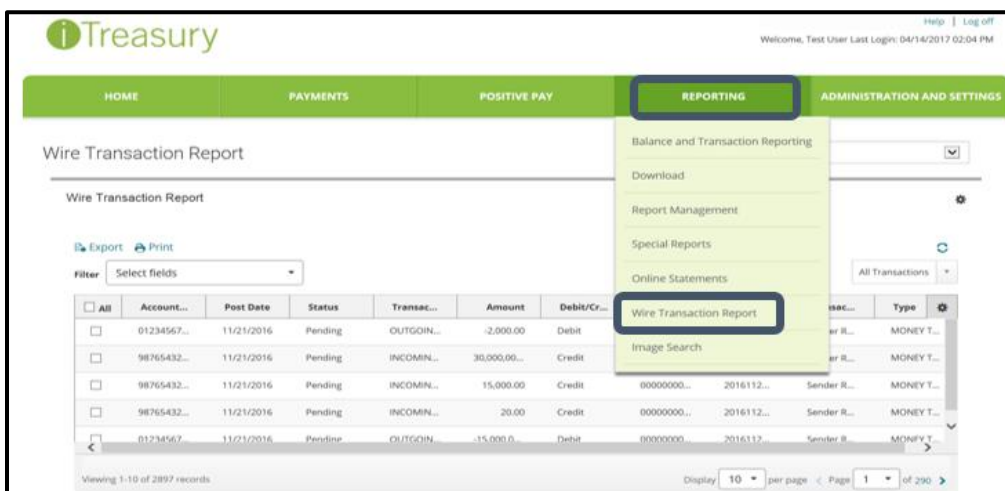 Help | Log off
iTreasury
Welcome, Test User Last Login: 04/14/2017 02:04 PM
HOME PAYMENTS POSITIVE PAY REPORTING ADMINISTRATION AND SETTINGS
Balance and Transaction Reporting
Wire Transaction Report
Download
Wire Transaction Report
Report Management
Special Reports
Export Print
Filter Select fields
Online Statements
All Transactions
All Account... Post Date Status Transac... Amount Debit/Cr... Type
Wire Transaction Report
01234567... 11/21/2016 Pending OUTGOIN... -2,000.00 Debit MONEY T...
Image Search
98765432... 11/21/2016 Pending INCOMIN... 30,000,00... Credit MONEY T...
98765432... 11/21/2016 Pending INCOMIN... 15,000.00 Credit 00000000... 2016112... Sender R... MONEY T...
98765432... 11/21/2016 Pending INCOMIN... 20.00 Credit 00000000... 2016112... Sender R... MONEY T...
01234567... 11/21/2016 Pending OUTGOIN... -15,000.0... Debit 00000000... 2016112... Sender R... MONEY T...
Viewing 1-10 of 2897 records
Display 10 per page < Page 1 of 290 >